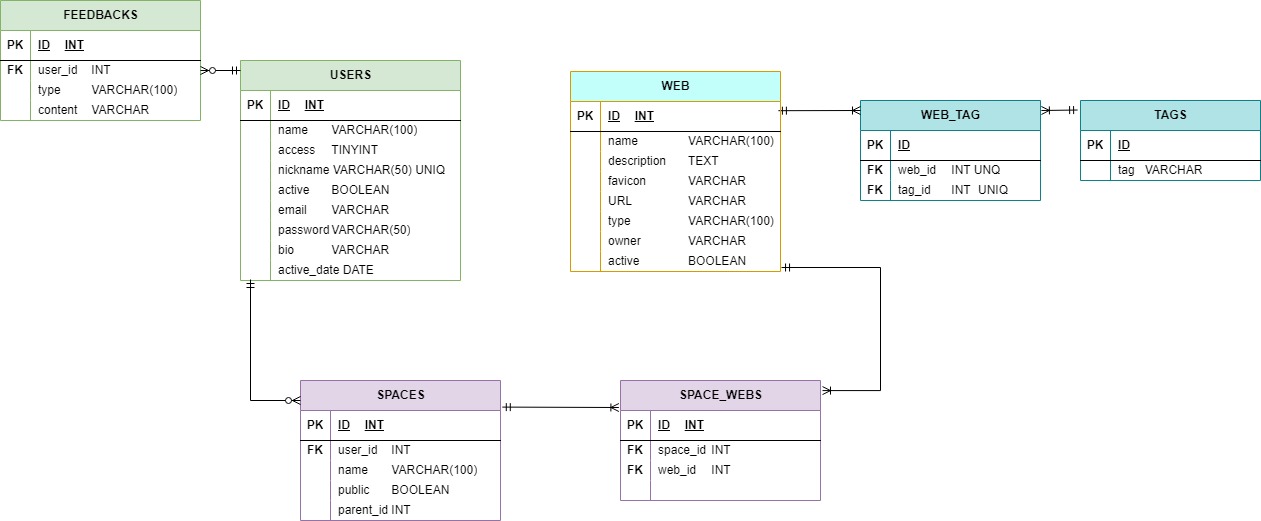 FEEDBACKS
PK ID INT
FK user_id INT
type VARCHAR(100)
content VARCHAR
USERS
PK ID INT
name VARCHAR(100)
access TINYINT
nickname VARCHAR(50) UNIQ
active BOOLEAN
email VARCHAR
password VARCHAR(50)
bio VARCHAR
active_date DATE
WEB
PK ID INT
name VARCHAR(100)
description TEXT
favicon VARCHAR
URL VARCHAR
type VARCHAR(100)
owner VARCHAR
active BOOLEAN
WEB_TAG
PK ID
FK web_id INT UNQ
FK tag_id INT UNIQ
TAGS
PK ID
tag VARCHAR
SPACES
PK ID INT
FK user_id INT
name VARCHAR(100)
public BOOLEAN
parent_id INT
SPACE_WEBS
PK ID INT
FK space_id INT
FK web_id INT